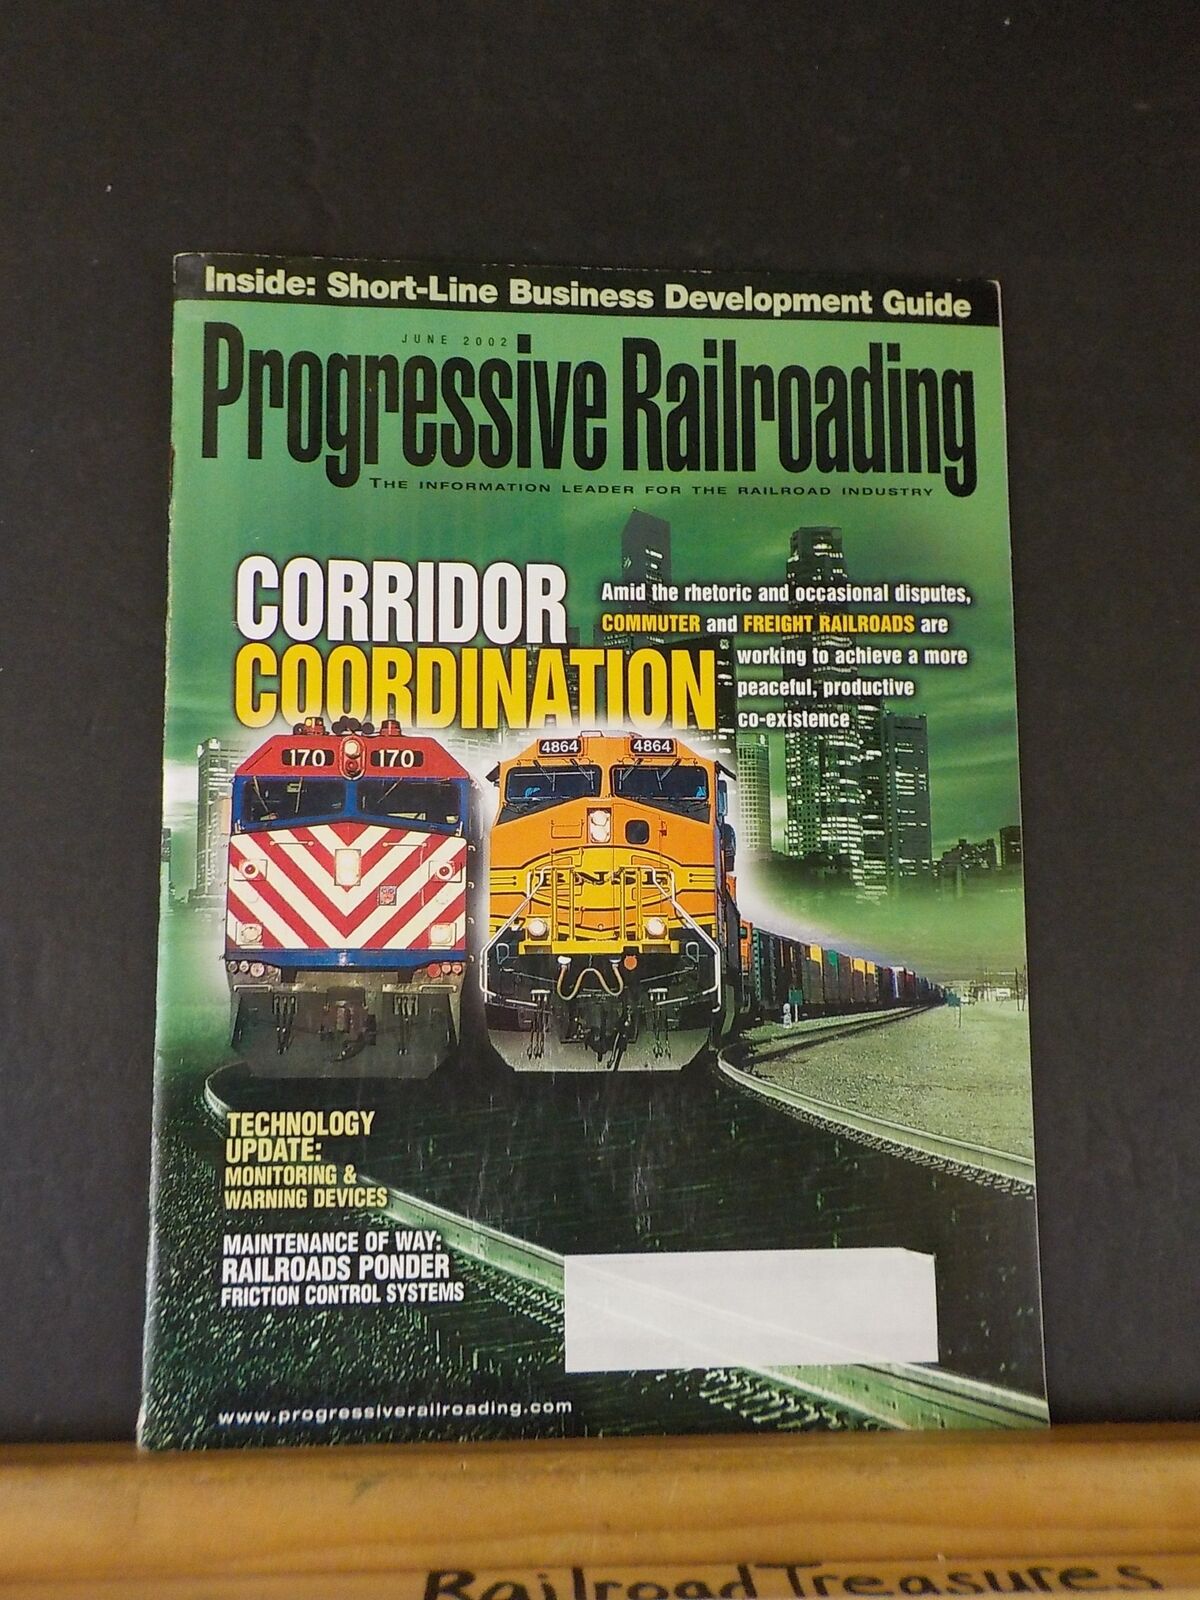 Inside: Short-Line Business Development Guide
JUNE 2002
Progressive Railroading
THE INFORMATION LEADER FOR THE RAILROAD INDUSTRY
CORRIDOR
COORDINATION
Amid the rhetoric and occasional disputes,
COMMUTER and FREIGHT RAILROADS are
working to achieve a more
peaceful, productive
co-existence
170 170
4864 4864
BNSF
TECHNOLOGY
UPDATE:
MONITORING &
WARNING DEVICES
MAINTENANCE OF WAY:
RAILROADS PONDER
FRICTION CONTROL SYSTEMS
www.progressiverailroading.com
Railroad Treasures